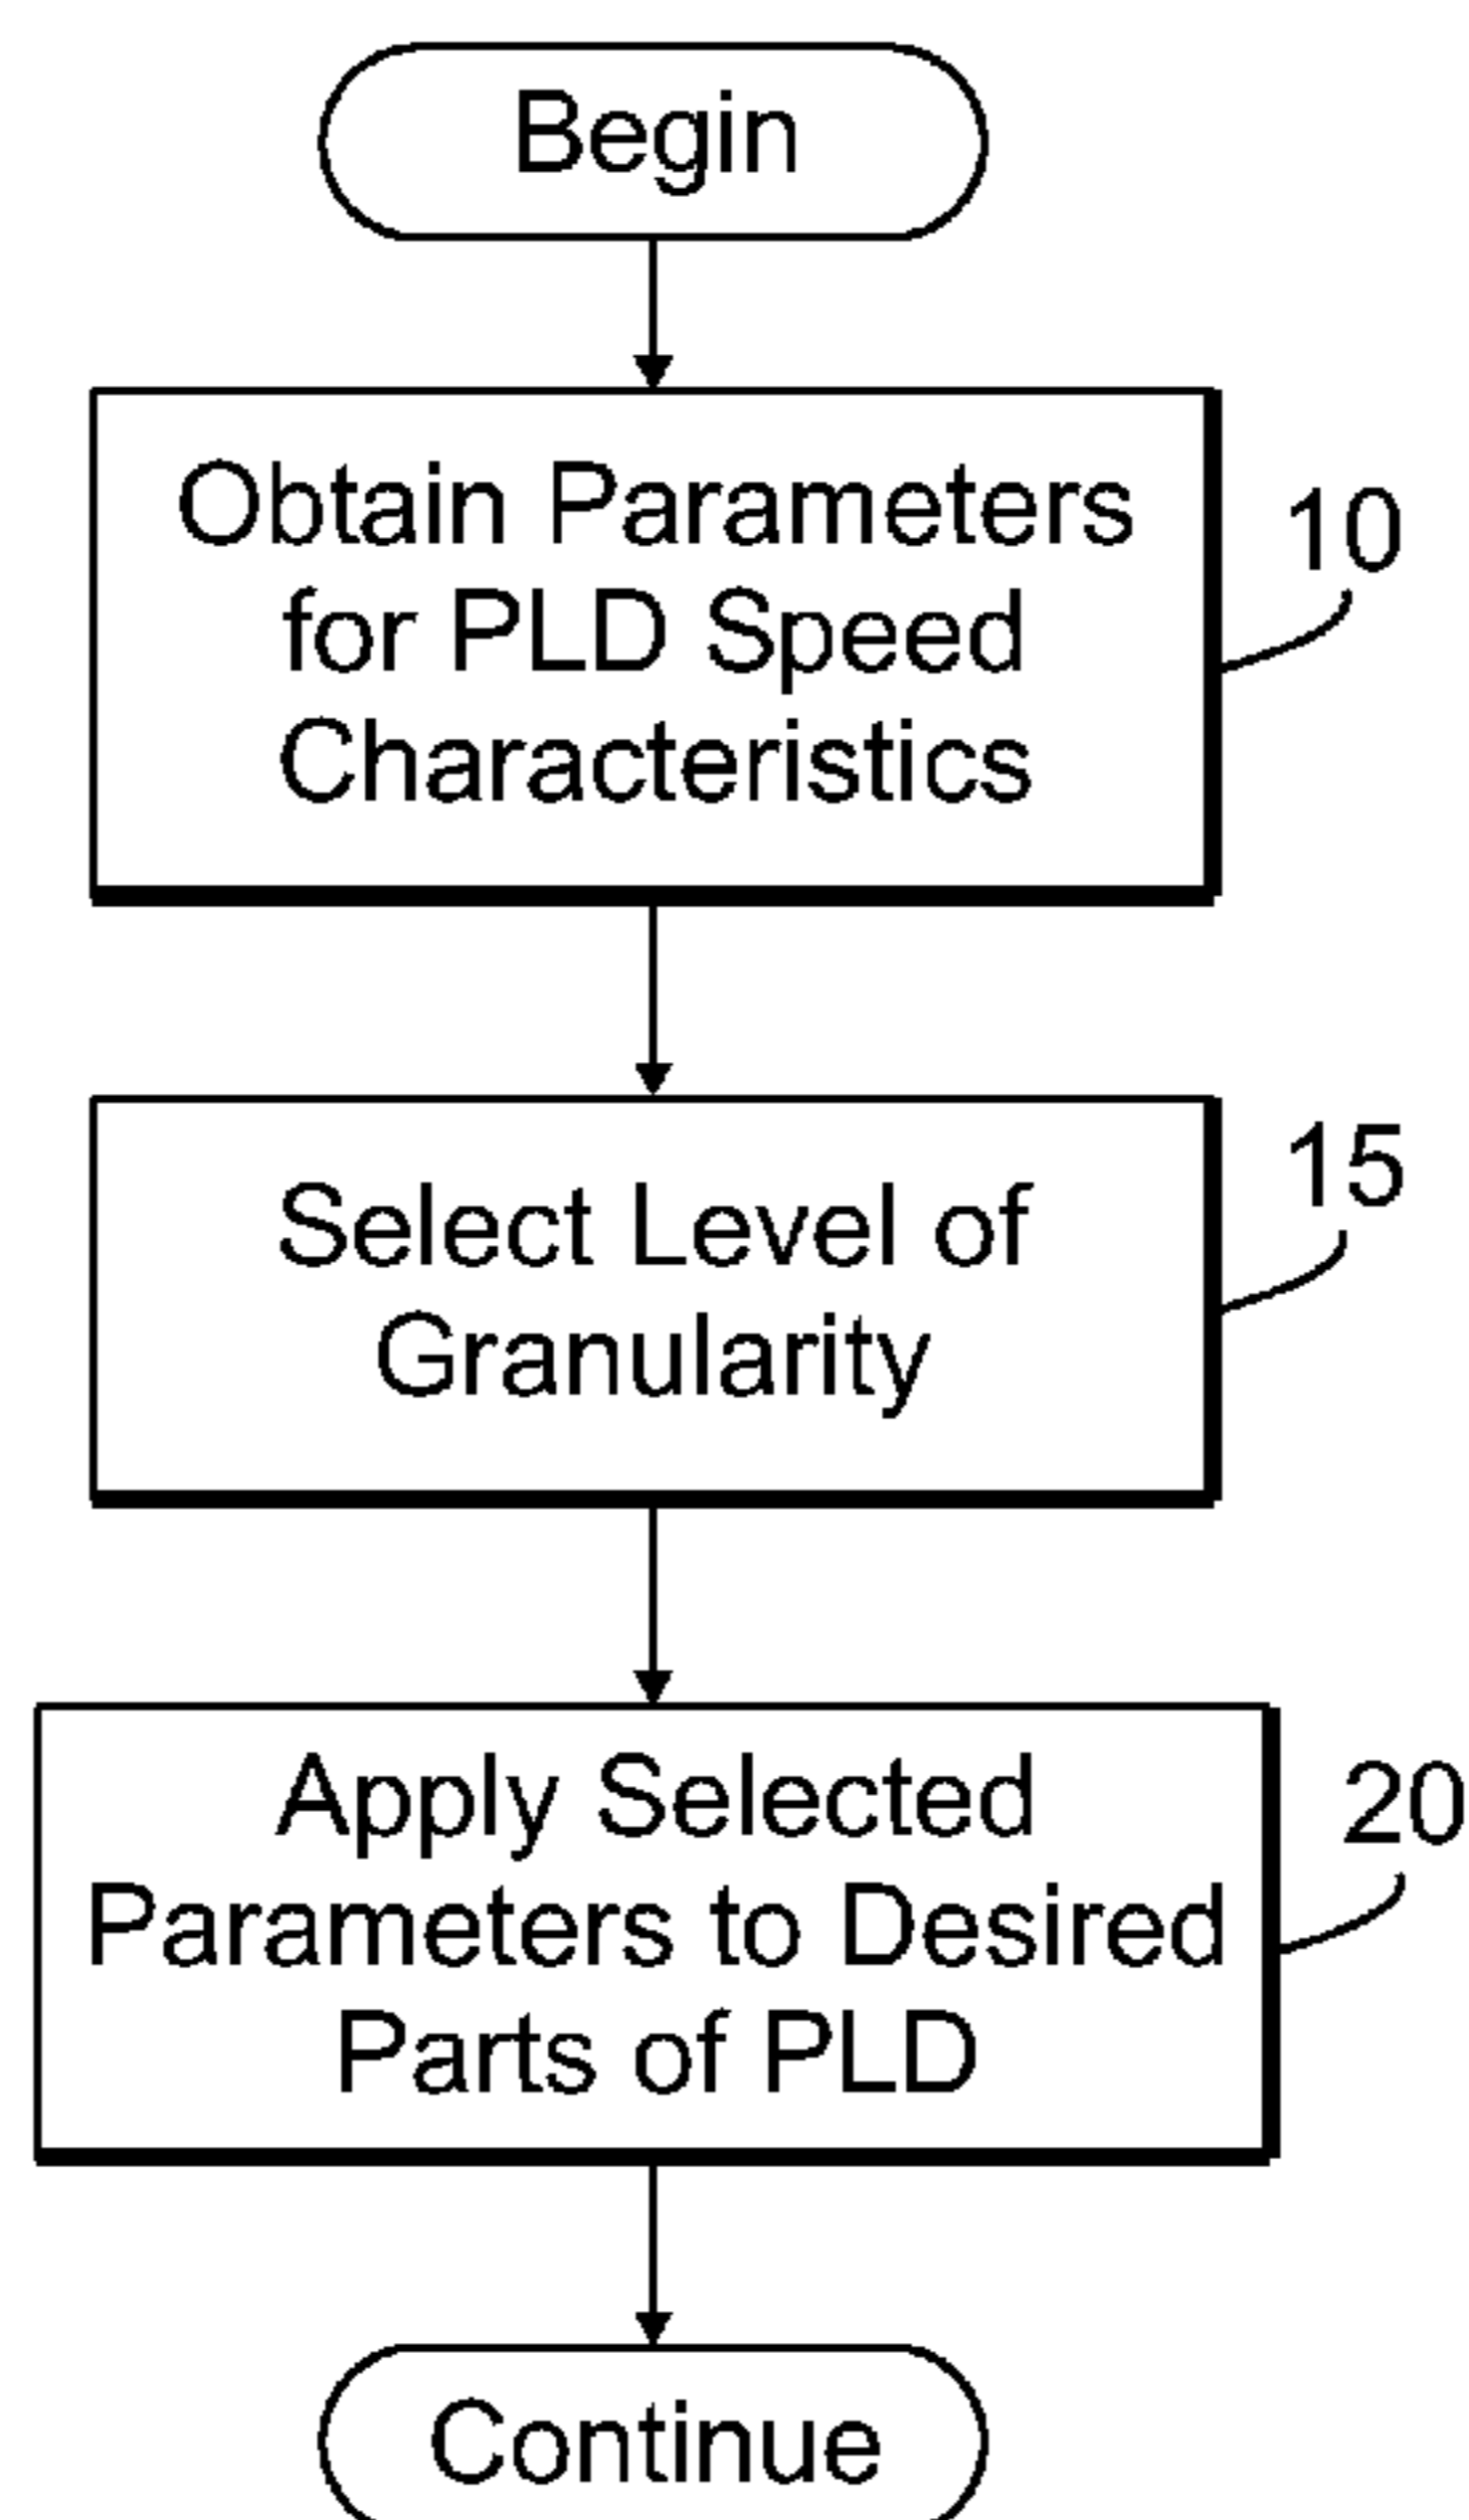 Begin
Obtain Parameters
for PLD Speed
Characteristics
10
Select Level of
Granularity
15
Apply Selected
Parameters to Desired
Parts of PLD
20
Continue